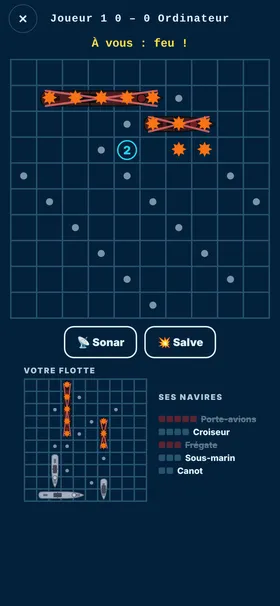 ×
Joueur 1 0 – 0 Ordinateur
À vous : feu !
2
📡 Sonar
💥 Salve
VOTRE FLOTTE
SES NAVIRES
Porte-avions
Croiseur
Frégate
Sous-marin
Canot